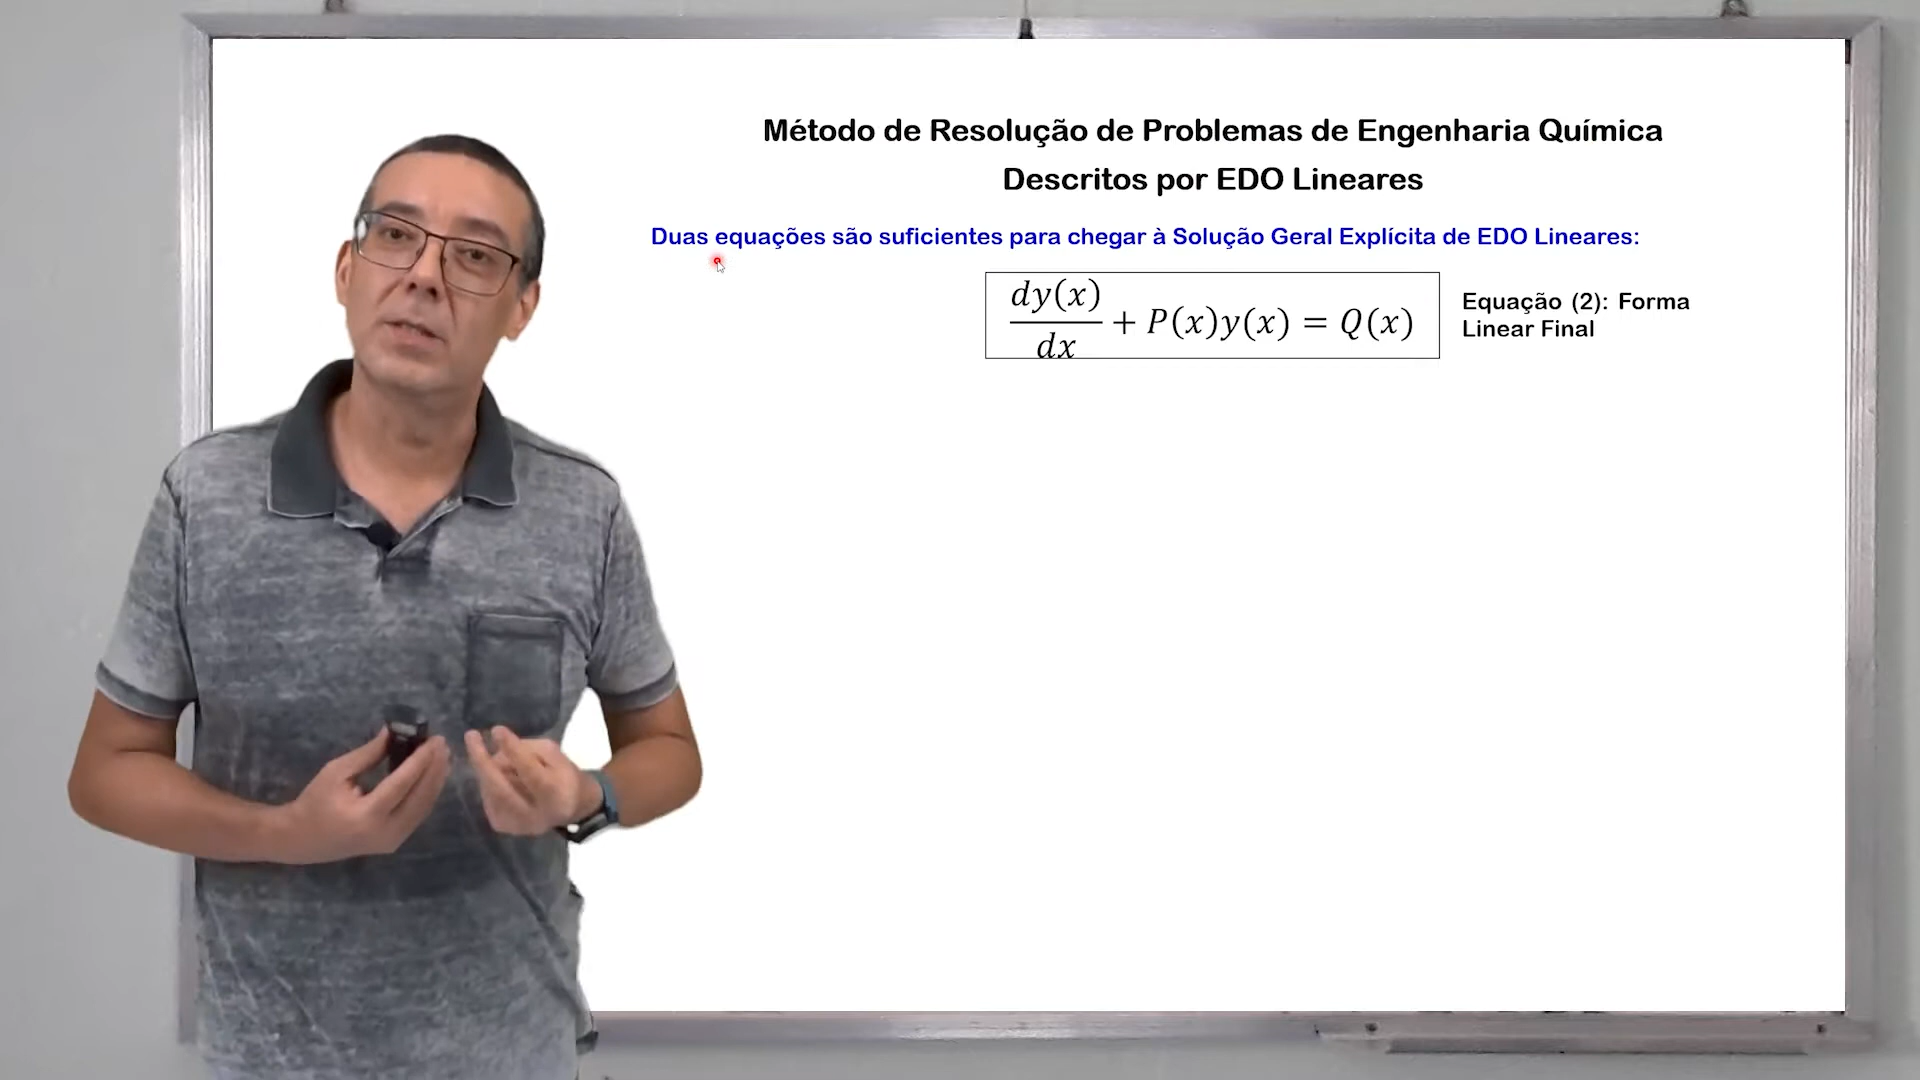 Método de Resolução de Problemas de Engenharia Química
Descritos por EDO Lineares
Duas equações são suficientes para chegar à Solução Geral Explícita de EDO Lineares:
dy(x)/dx + P(x)y(x) = Q(x)
Equação (2): Forma
Linear Final